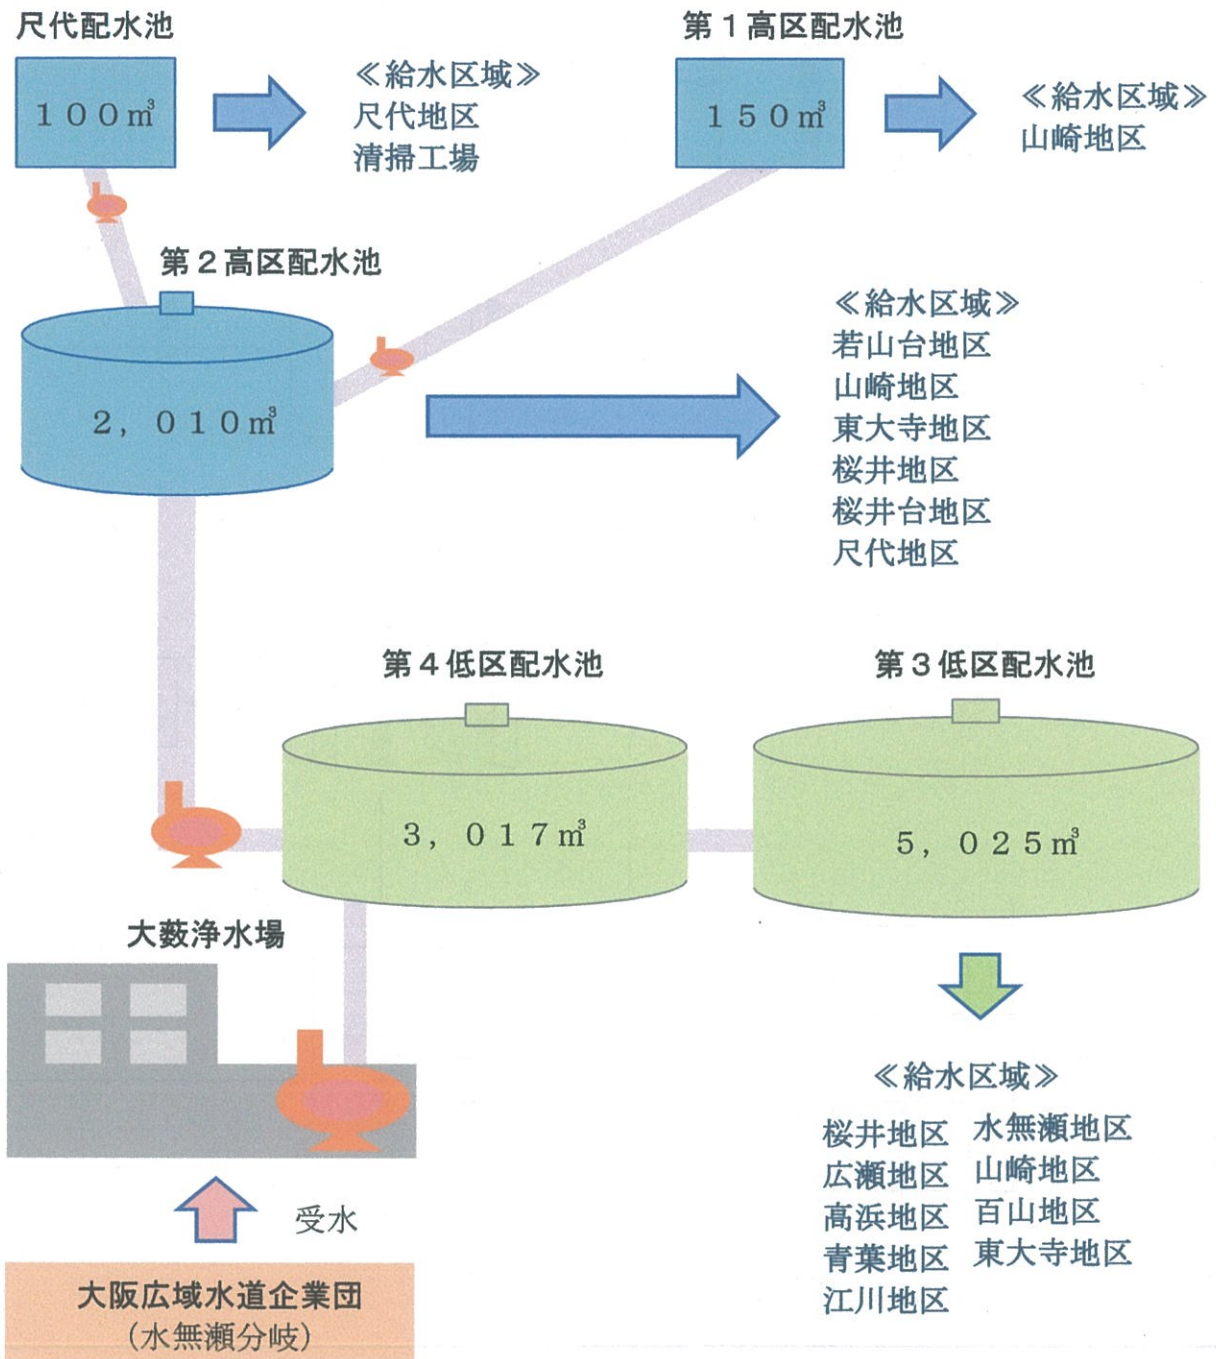 尺代配水池
100㎥
≪給水区域≫
尺代地区
清掃工場
第1高区配水池
150㎥
≪給水区域≫
山崎地区
第2高区配水池
2,010㎥
≪給水区域≫
若山台地区
山崎地区
東大寺地区
桜井地区
桜井台地区
尺代地区
第4低区配水池
3,017㎥
第3低区配水池
5,025㎥
大薮浄水場
≪給水区域≫
桜井地区 水無瀬地区
広瀬地区 山崎地区
高浜地区 百山地区
青葉地区 東大寺地区
江川地区
受水
大阪広域水道企業団
(水無瀬分岐)